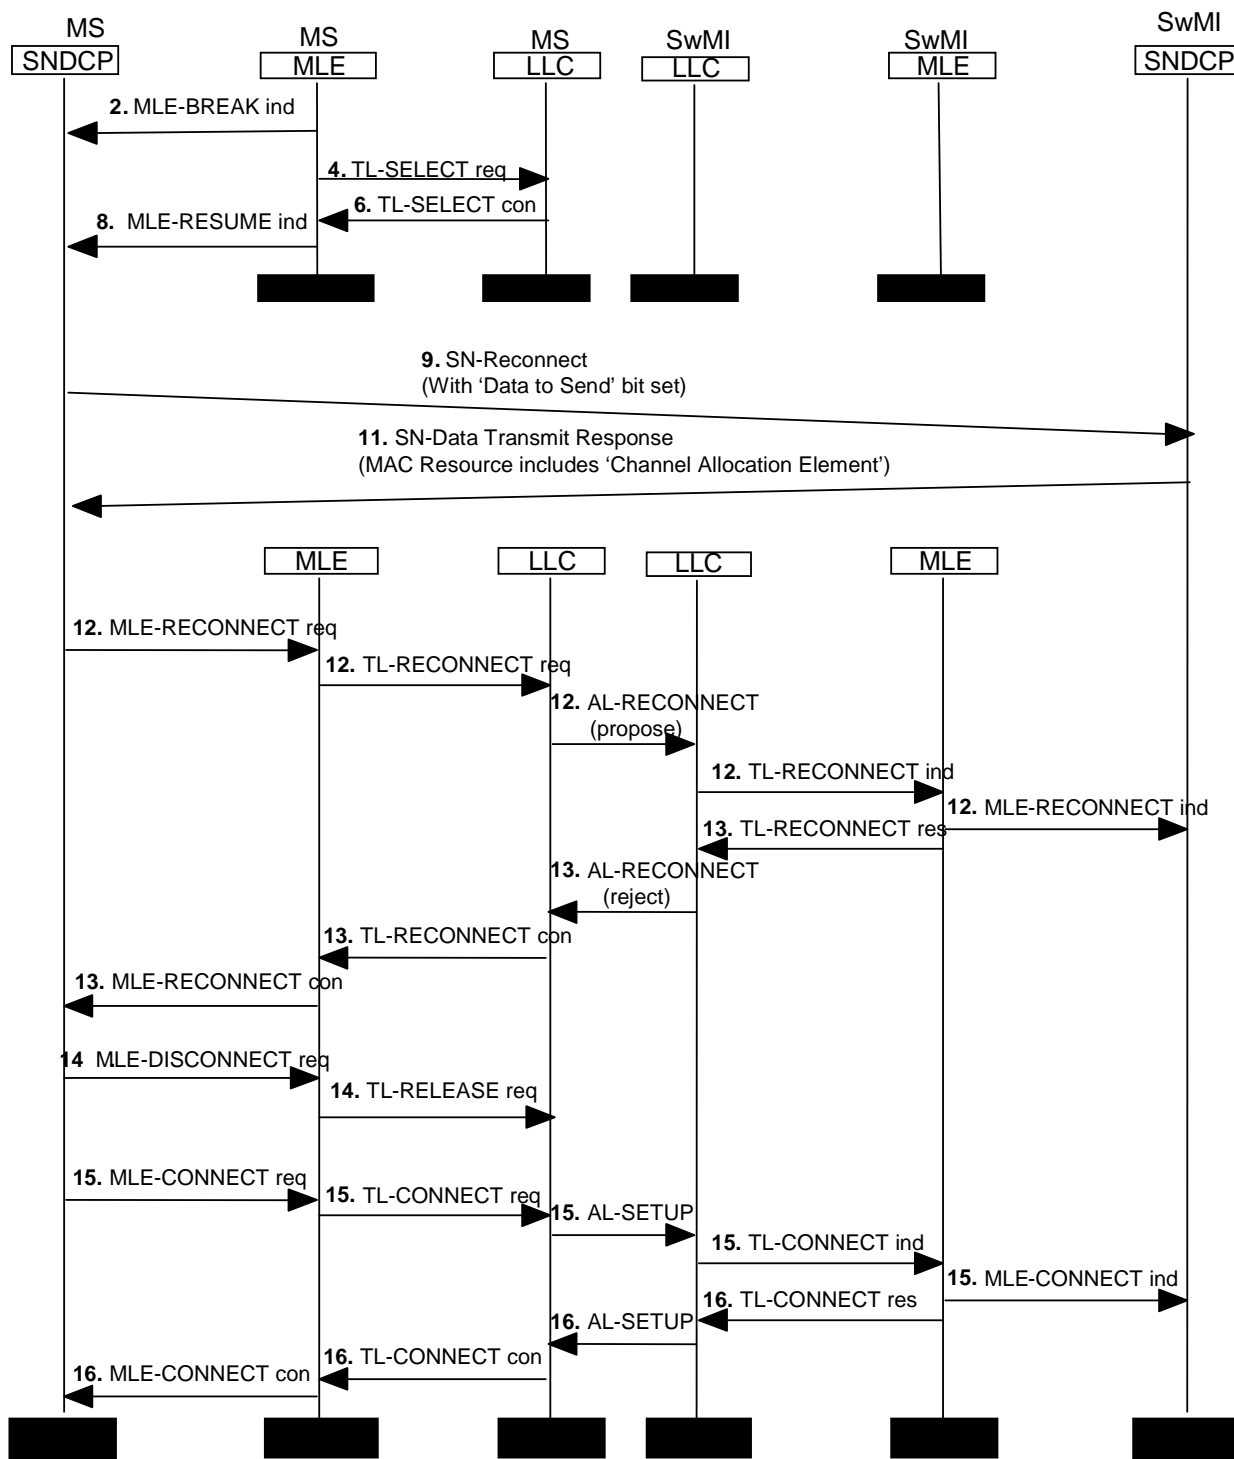 MS
MS
MS
SwMI
SwMI
SwMI
SNDCP
MLE
LLC
LLC
MLE
SNDCP
2. MLE-BREAK ind
4. TL-SELECT req
6. TL-SELECT con
8. MLE-RESUME ind
9. SN-Reconnect
(With ‘Data to Send’ bit set)
11. SN-Data Transmit Response
(MAC Resource includes ‘Channel Allocation Element’)
MLE
LLC
LLC
MLE
12. MLE-RECONNECT req
12. TL-RECONNECT req
12. AL-RECONNECT
(propose)
12. TL-RECONNECT ind
12. MLE-RECONNECT ind
13. TL-RECONNECT res
13. AL-RECONNECT
(reject)
13. TL-RECONNECT con
13. MLE-RECONNECT con
14 MLE-DISCONNECT req
14. TL-RELEASE req
15. MLE-CONNECT req
15. TL-CONNECT req
15. AL-SETUP
15. TL-CONNECT ind
15. MLE-CONNECT ind
16. TL-CONNECT res
16. AL-SETUP
16. TL-CONNECT con
16. MLE-CONNECT con